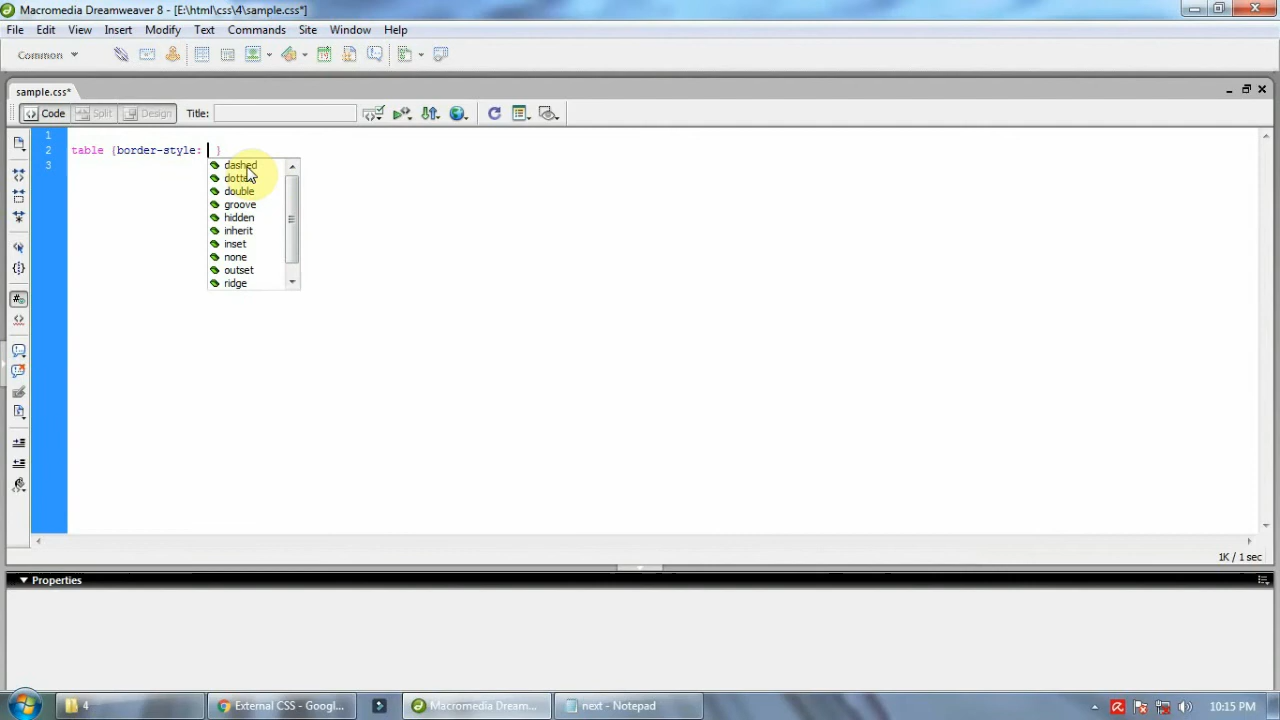 Macromedia Dreamweaver 8 - [E:\html\css\4\sample.css*]
File Edit View Insert Modify Text Commands Site Window Help
Common
sample.css*
Code Split Design Title:
1
2 table {border-style: }
3
dashed
dotted
double
groove
hidden
inherit
inset
none
outset
ridge
1K / 1 sec
Properties
4 External CSS - Googl... Macromedia Dream... next - Notepad 10:15 PM